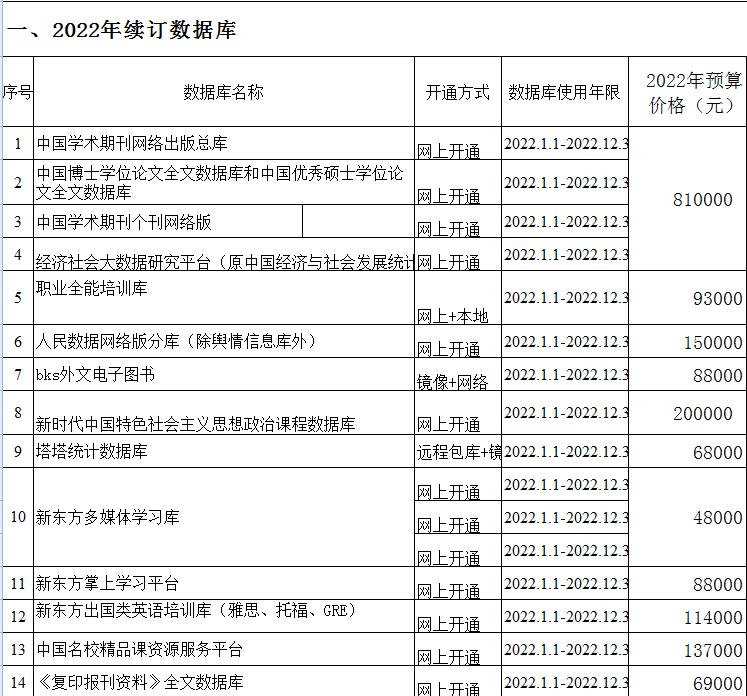 一、2022年续订数据库
序号 数据库名称 开通方式 数据库使用年限 2022年预算
价格（元）
1 中国学术期刊网络出版总库 网上开通 2022.1.1-2022.12.3
2 中国博士学位论文全文数据库和中国优秀硕士学位论
文全文数据库 网上开通 2022.1.1-2022.12.3
810000
3 中国学术期刊个刊网络版 网上开通 2022.1.1-2022.12.3
4 经济社会大数据研究平台（原中国经济与社会发展统计 网上开通 2022.1.1-2022.12.3
5 职业全能培训库 网上+本地 2022.1.1-2022.12.3 93000
6 人民数据网络版分库（除舆情信息库外） 网上开通 2022.1.1-2022.12.3 150000
7 bks外文电子图书 镜像+网络 2022.1.1-2022.12.3 88000
8 新时代中国特色社会主义思想政治课程数据库 网上开通 2022.1.1-2022.12.3 200000
9 塔塔统计数据库 远程包库+镜 2022.1.1-2022.12.3 68000
网上开通 2022.1.1-2022.12.3
10 新东方多媒体学习库 网上开通 2022.1.1-2022.12.3 48000
网上开通 2022.1.1-2022.12.3
11 新东方掌上学习平台 网上开通 2022.1.1-2022.12.3 88000
12 新东方出国类英语培训库（雅思、托福、GRE） 网上开通 2022.1.1-2022.12.3 114000
13 中国名校精品课资源服务平台 网上开通 2022.1.1-2022.12.3 137000
14 《复印报刊资料》全文数据库 网上开通 2022.1.1-2022.12.3 69000